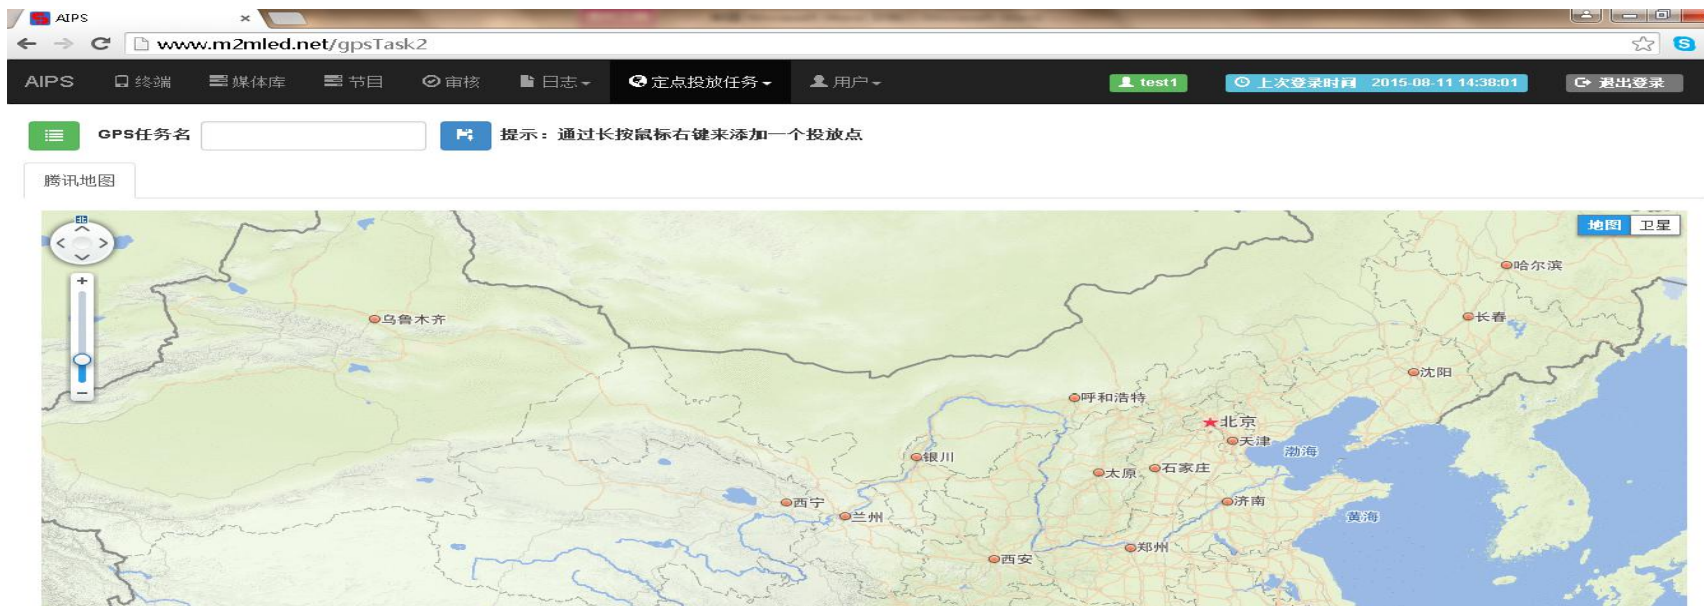 AIPS
www.m2mled.net/gpsTask2
AIPS 终端 媒体库 节目 审核 日志 定点投放任务 用户 test1 上次登录时间 2015-08-11 14:38:01 退出登录
GPS任务名 提示：通过长按鼠标右键来添加一个投放点
腾讯地图
北
地图 卫星
哈尔滨
乌鲁木齐
长春
沈阳
呼和浩特
北京
天津
渤海
银川
太原
石家庄
西宁
济南
兰州
黄海
郑州
西安